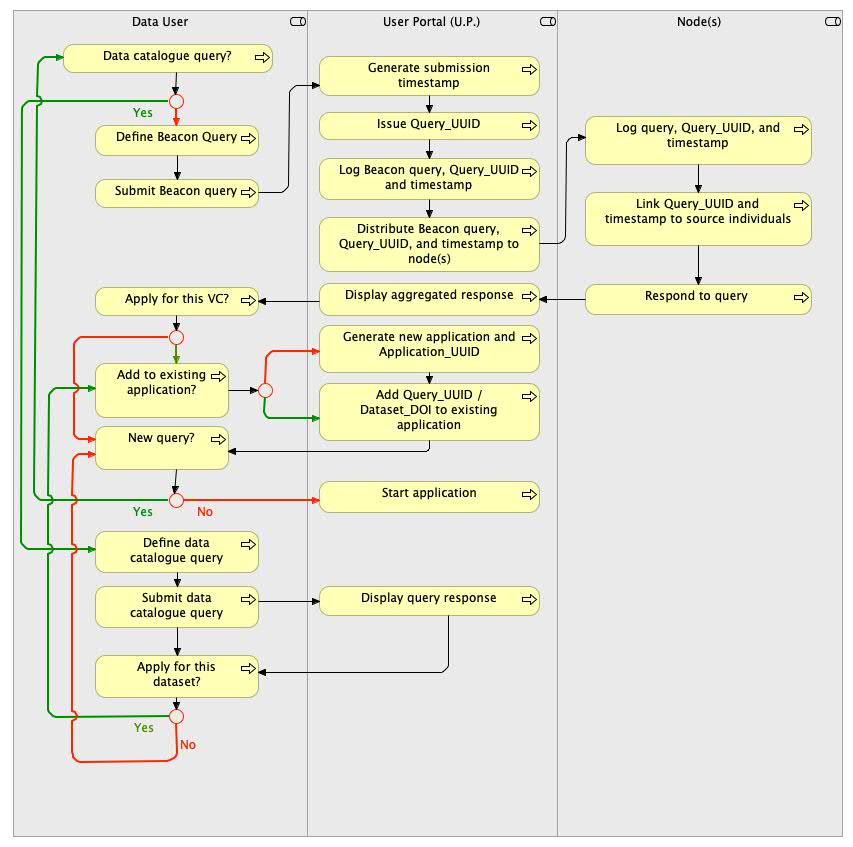 Data User
User Portal (U.P.)
Node(s)
Data catalogue query?
Yes
Define Beacon Query
Submit Beacon query
Generate submission
timestamp
Issue Query_UUID
Log Beacon query, Query_UUID
and timestamp
Distribute Beacon query,
Query_UUID, and timestamp to
node(s)
Log query, Query_UUID, and
timestamp
Link Query_UUID and
timestamp to source individuals
Respond to query
Display aggregated response
Apply for this VC?
Add to existing
application?
Generate new application and
Application_UUID
Add Query_UUID /
Dataset_DOI to existing
application
New query?
Yes
No
Start application
Define data
catalogue query
Submit data
catalogue query
Display query response
Apply for this
dataset?
Yes
No